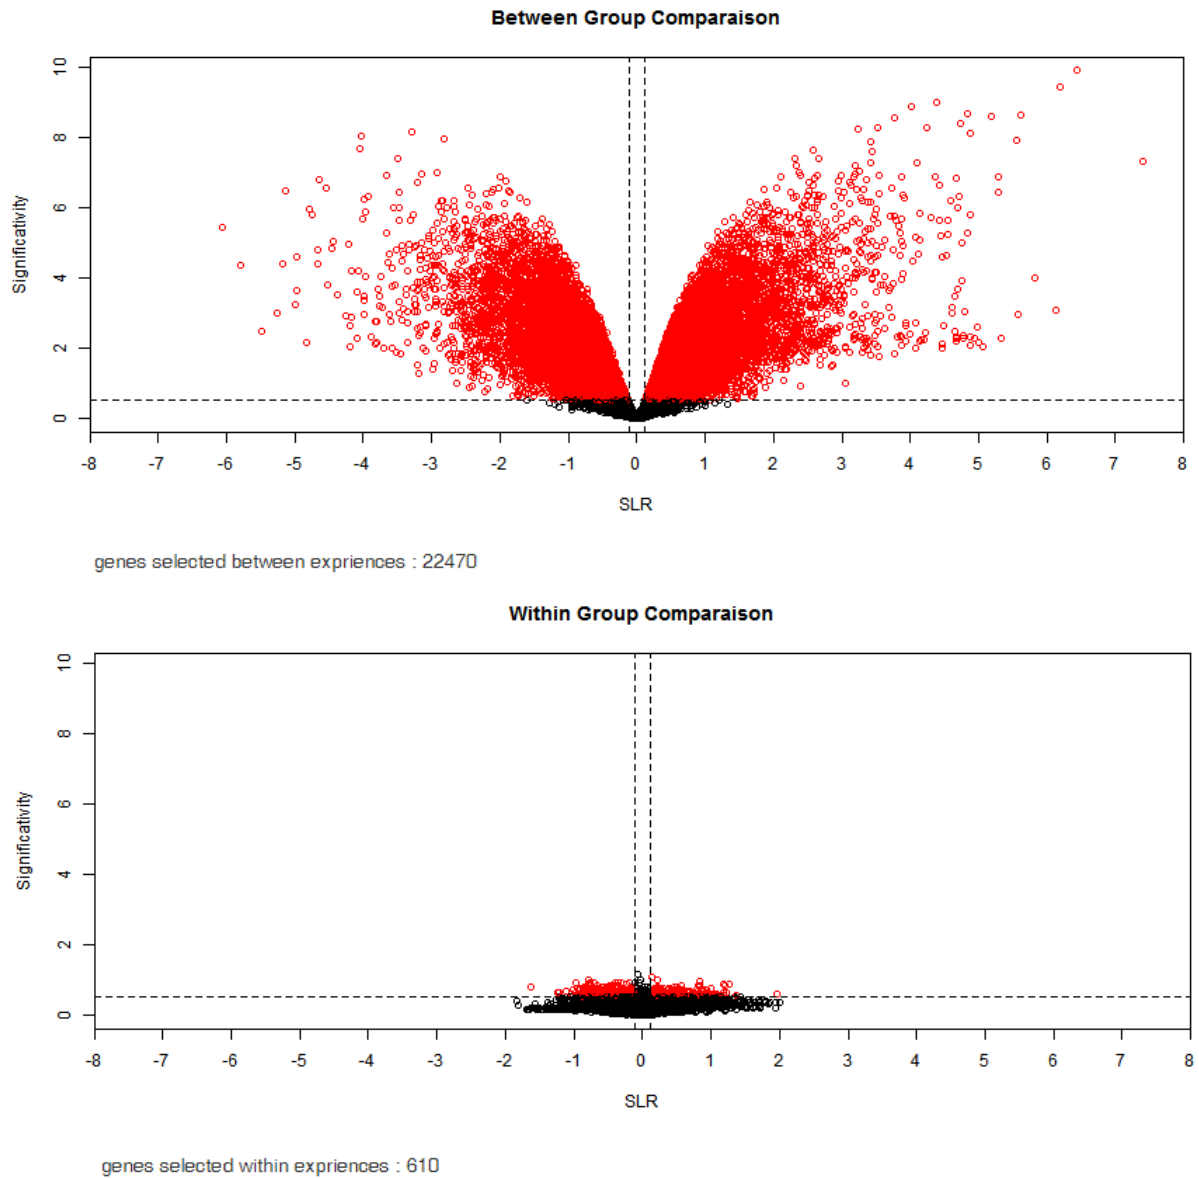 Between Group Comparaison
10
8
6
4
2
0
Significativity
-8 -7 -6 -5 -4 -3 -2 -1 0 1 2 3 4 5 6 7 8
SLR
genes selected between expriences : 22470
Within Group Comparaison
10
8
6
4
2
0
Significativity
-8 -7 -6 -5 -4 -3 -2 -1 0 1 2 3 4 5 6 7 8
SLR
genes selected within expriences : 610